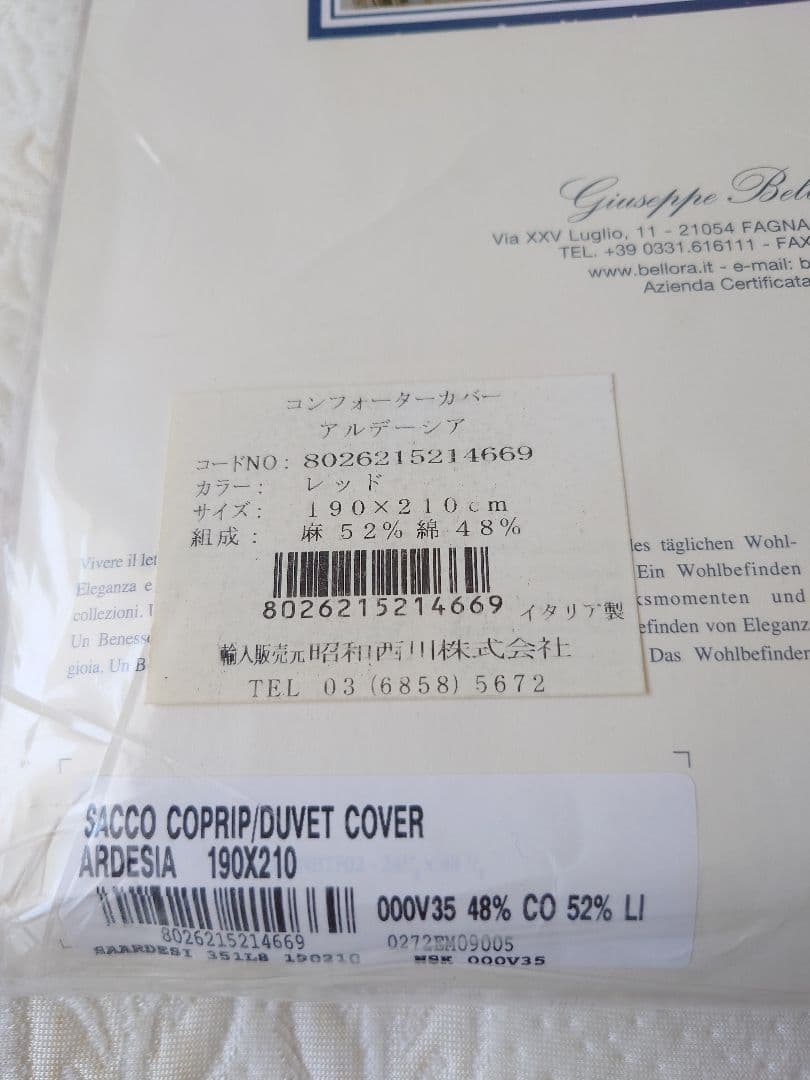 Giuseppe
Via XXV Luglio, 11 - 21054 FAGNA
TEL. +39 0331.616111 - FAX
www.bellora.it - e-mail: b
Azienda Certificata
コンフォーターカバー
アルデーシア
コードNO: 8026215214669
カラー: レッド
サイズ: 190×210cm
組成: 麻 52% 綿 48%
8026215214669 イタリア製
輸入販売元昭和西川株式会社
TEL 03(6858)5672
Vivere il let
Eleganza e
collezioni. U
Un Benesse
gioia. Un B
les täglichen Wohl-
Ein Wohlbefinden
ksmomenten und
efinden von Eleganz
Das Wohlbefinden
SACCO COPRIP/DUVET COVER
ARDESIA 190X210
000V35 48% CO 52% LI
8026215214669
0272EM09005
SAARDESI 351L8 190210
MSK 000V35